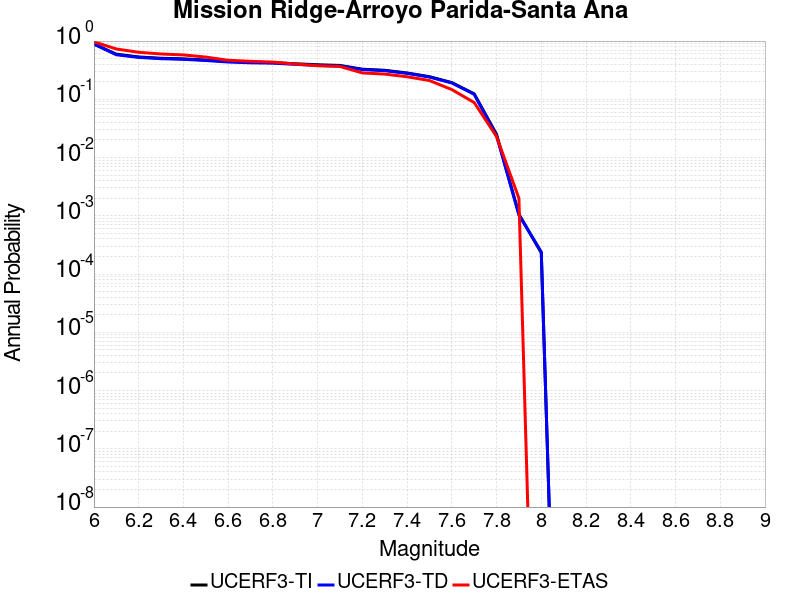 Mission Ridge-Arroyo Parida-Santa Ana
10^0
10^-1
10^-2
10^-3
10^-4
10^-5
10^-6
10^-7
10^-8
Annual Probability
6 6.2 6.4 6.6 6.8 7 7.2 7.4 7.6 7.8 8 8.2 8.4 8.6 8.8 9
Magnitude
UCERF3-TI UCERF3-TD UCERF3-ETAS